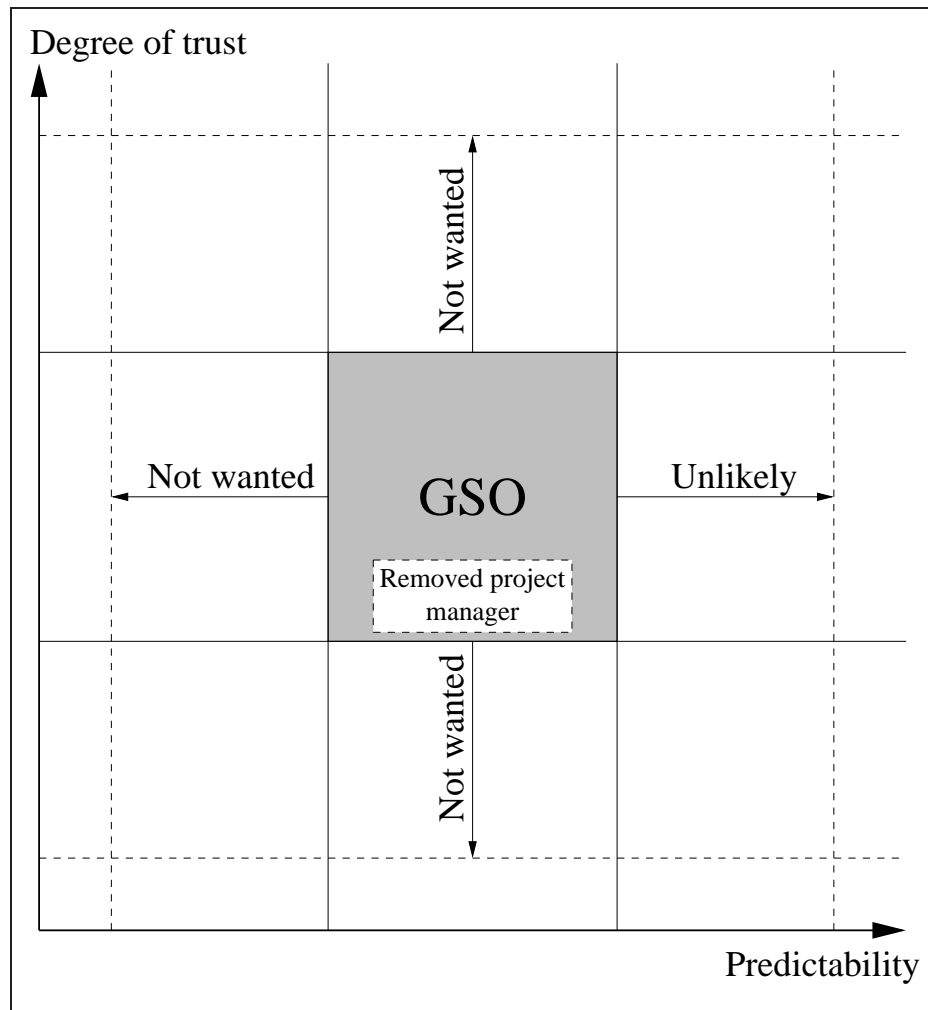 Degree of trust
Not wanted
Not wanted
Unlikely
GSO
Removed project
manager
Not wanted
Predictability